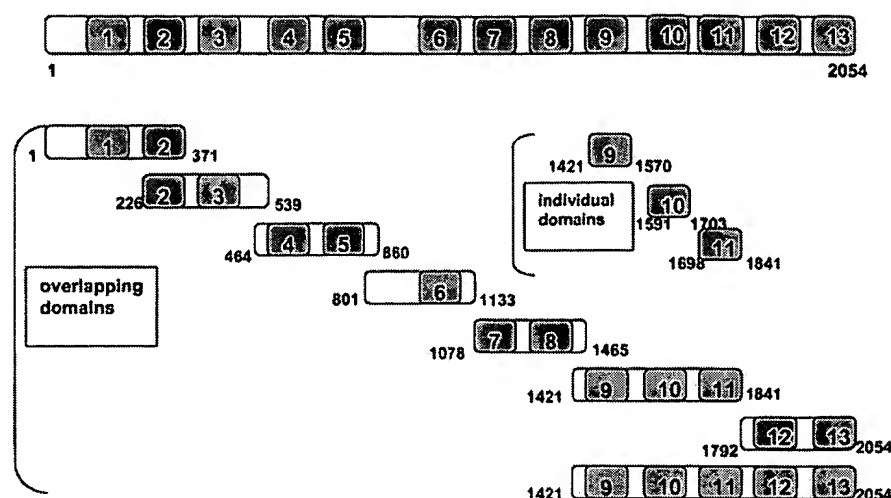 1 2 3 4 5 6 7 8 9 10 11 12 13
1 2054
1 1 2 371
226 2 3 539
464 4 5 860
801 6 1133
1078 7 8 1465
1421 9 10 11 1841
1792 12 13 2054
1421 9 10 11 12 13 2054
overlapping
domains
1421 9 1570
individual
domains
1591 10 1703
1698 11 1841